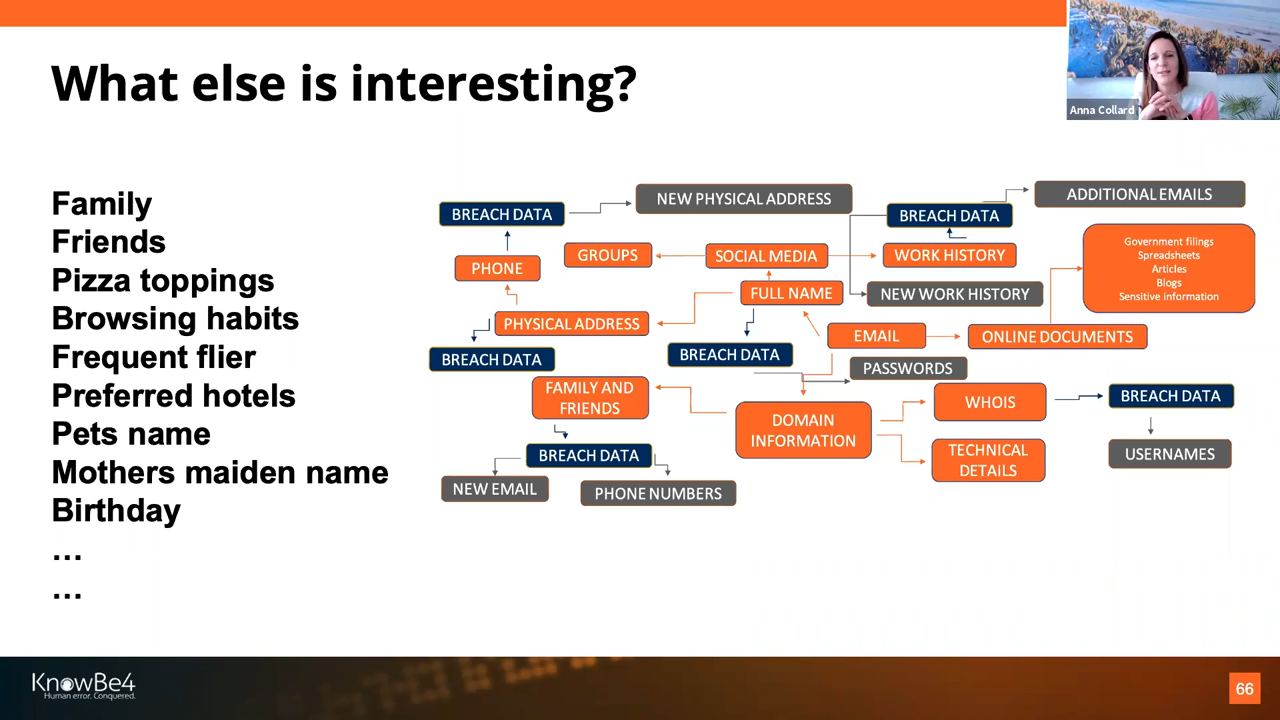 What else is interesting?
Anna Collard
Family
Friends
Pizza toppings
Browsing habits
Frequent flier
Preferred hotels
Pets name
Mothers maiden name
Birthday
…
…
BREACH DATA
NEW PHYSICAL ADDRESS
BREACH DATA
ADDITIONAL EMAILS
PHONE
GROUPS
SOCIAL MEDIA
WORK HISTORY
Government filings
Spreadsheets
Articles
Blogs
Sensitive information
FULL NAME
NEW WORK HISTORY
PHYSICAL ADDRESS
EMAIL
ONLINE DOCUMENTS
BREACH DATA
BREACH DATA
PASSWORDS
FAMILY AND
FRIENDS
DOMAIN
INFORMATION
WHOIS
BREACH DATA
BREACH DATA
TECHNICAL
DETAILS
USERNAMES
NEW EMAIL
PHONE NUMBERS
KnowBe4
Human error. Conquered.
66